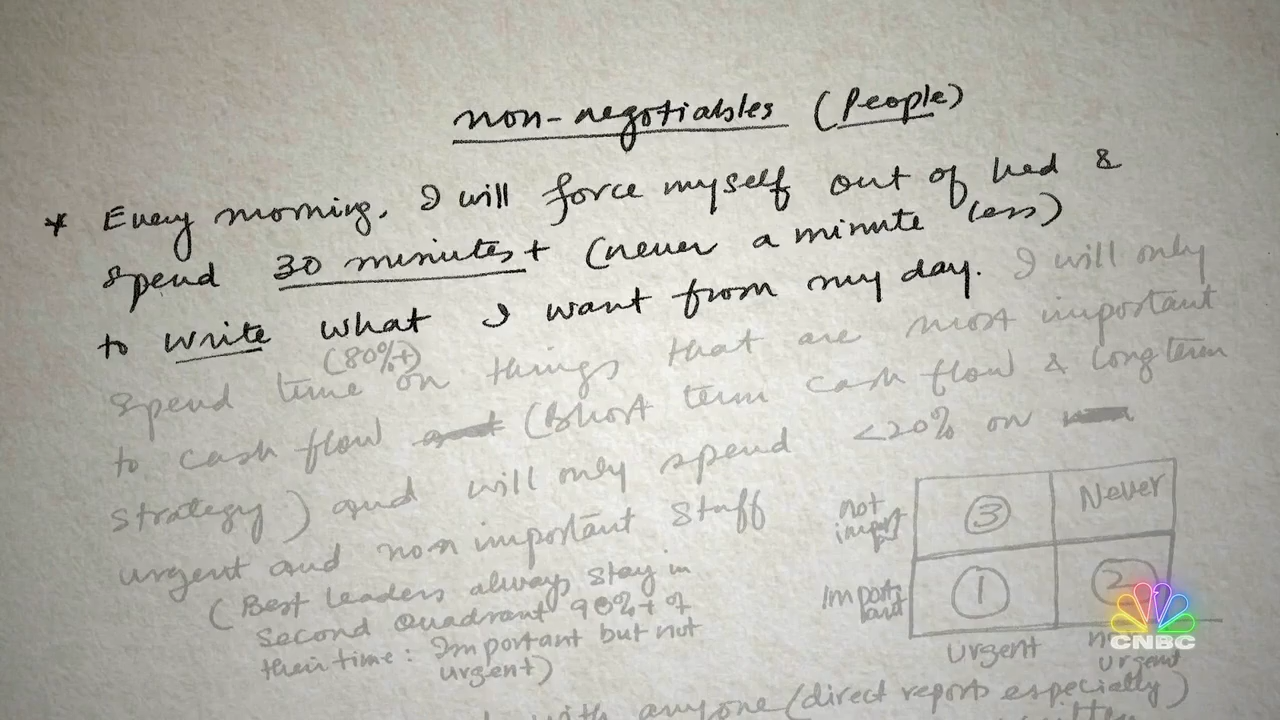 non-negotiables (People)
* Every morning, I will force myself out of bed &
spend 30 minutes + (never a minute less)
to write what I want from my day. I will only
(80%+)
spend time on things that are most important
to cash flow (Short term cash flow & long term
strategy) and will only spend <20% on
urgent and non important stuff
(Best leaders always stay in
second quadrant 90%+ of
their time: Important but not
urgent)
not
import
3
Never
Import
ant
1
2
urgent
urgent
CNBC
with anyone (direct reports especially)